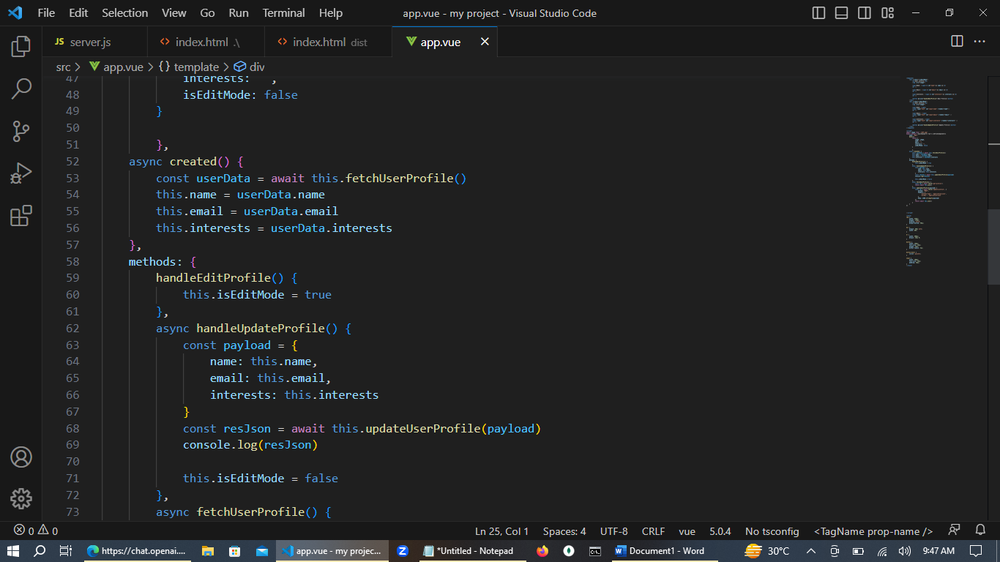 File Edit Selection View Go Run Terminal Help app.vue - my project - Visual Studio Code
JS server.js <> index.html .\ <> index.html dist app.vue
src > app.vue > {} template > div
47 interests: '',
48 isEditMode: false
49 }
50
51 },
52 async created() {
53 const userData = await this.fetchUserProfile()
54 this.name = userData.name
55 this.email = userData.email
56 this.interests = userData.interests
57 },
58 methods: {
59 handleEditProfile() {
60 this.isEditMode = true
61 },
62 async handleUpdateProfile() {
63 const payload = {
64 name: this.name,
65 email: this.email,
66 interests: this.interests
67 }
68 const resJson = await this.updateUserProfile(payload)
69 console.log(resJson)
70
71 this.isEditMode = false
72 },
73 async fetchUserProfile() {
0 0 Ln 25, Col 1 Spaces: 4 UTF-8 CRLF vue 5.0.4 No tsconfig <TagName prop-name />
https://chat.openai.... app.vue - my projec... *Untitled - Notepad Document1 - Word 30°C 9:47 AM